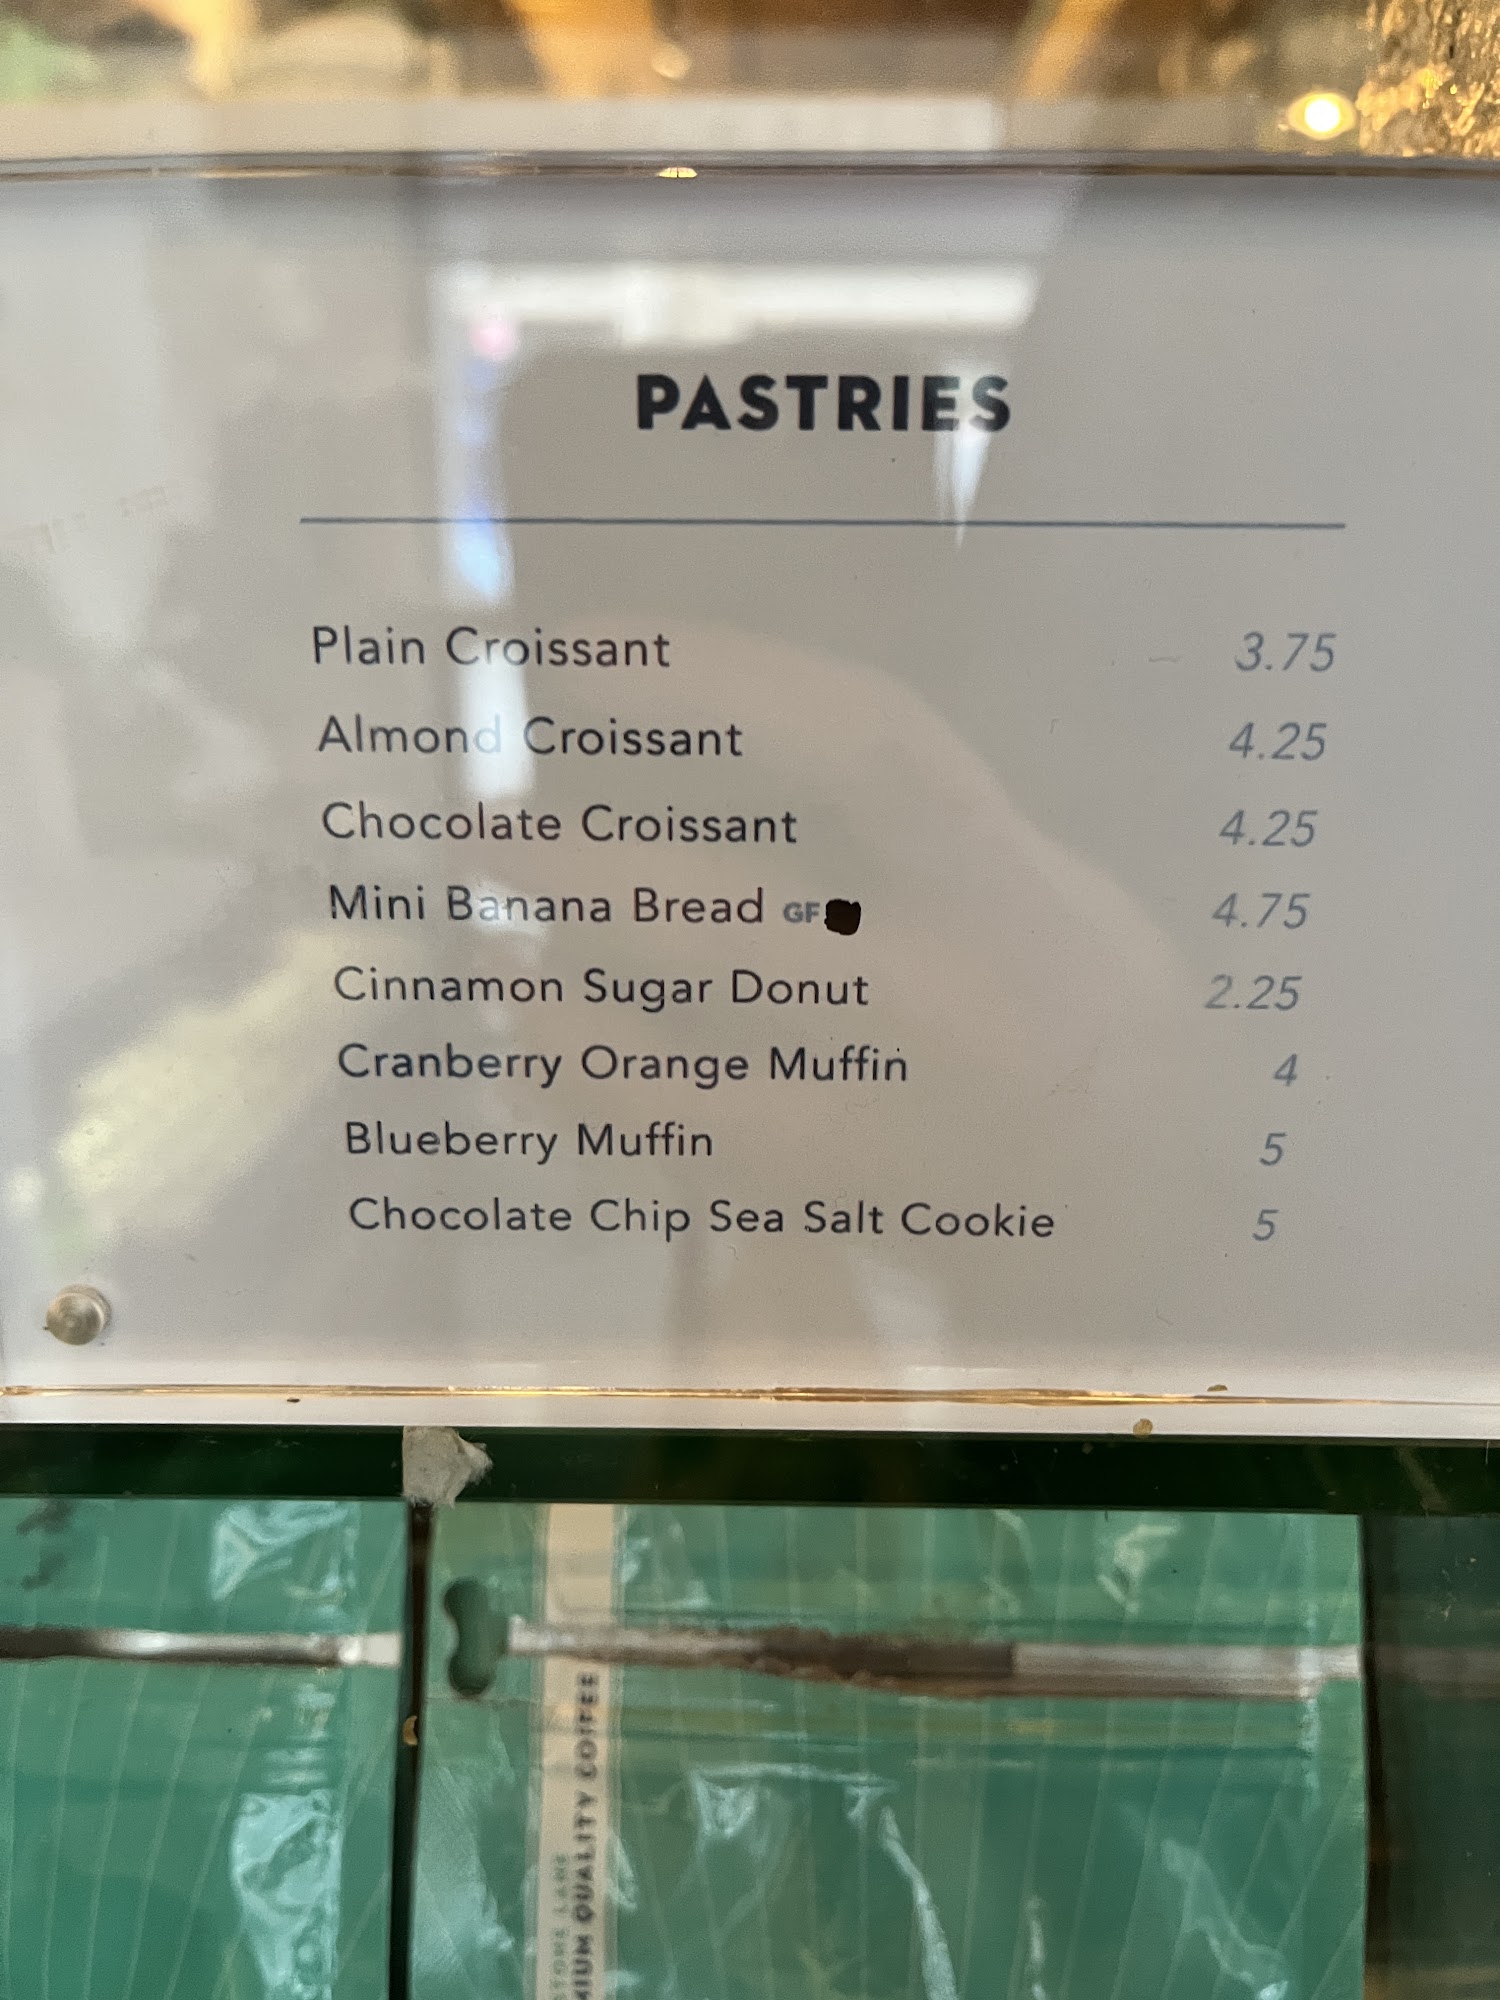 PASTRIES
Plain Croissant 3.75
Almond Croissant 4.25
Chocolate Croissant 4.25
Mini Banana Bread GF 4.75
Cinnamon Sugar Donut 2.25
Cranberry Orange Muffin 4
Blueberry Muffin 5
Chocolate Chip Sea Salt Cookie 5
QUALITY COFFEE